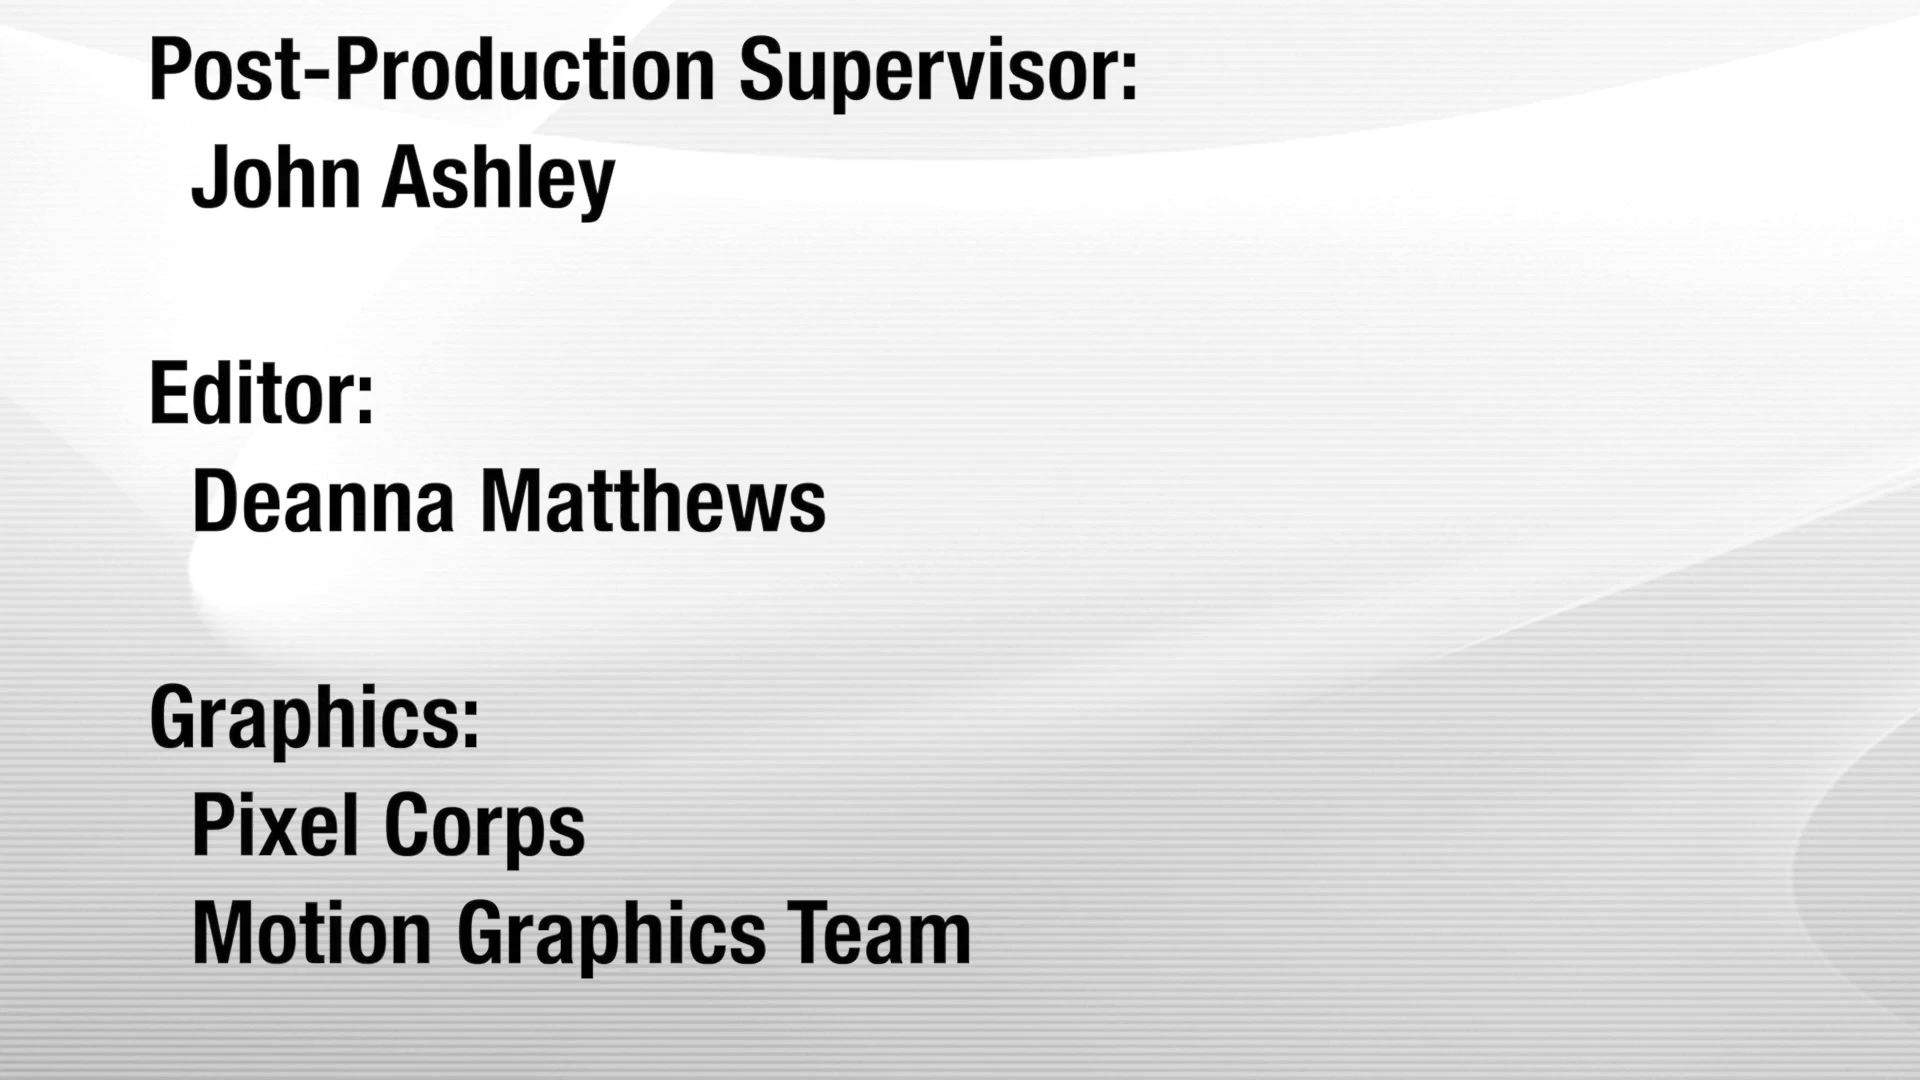 Post-Production Supervisor:
John Ashley
Editor:
Deanna Matthews
Graphics:
Pixel Corps
Motion Graphics Team